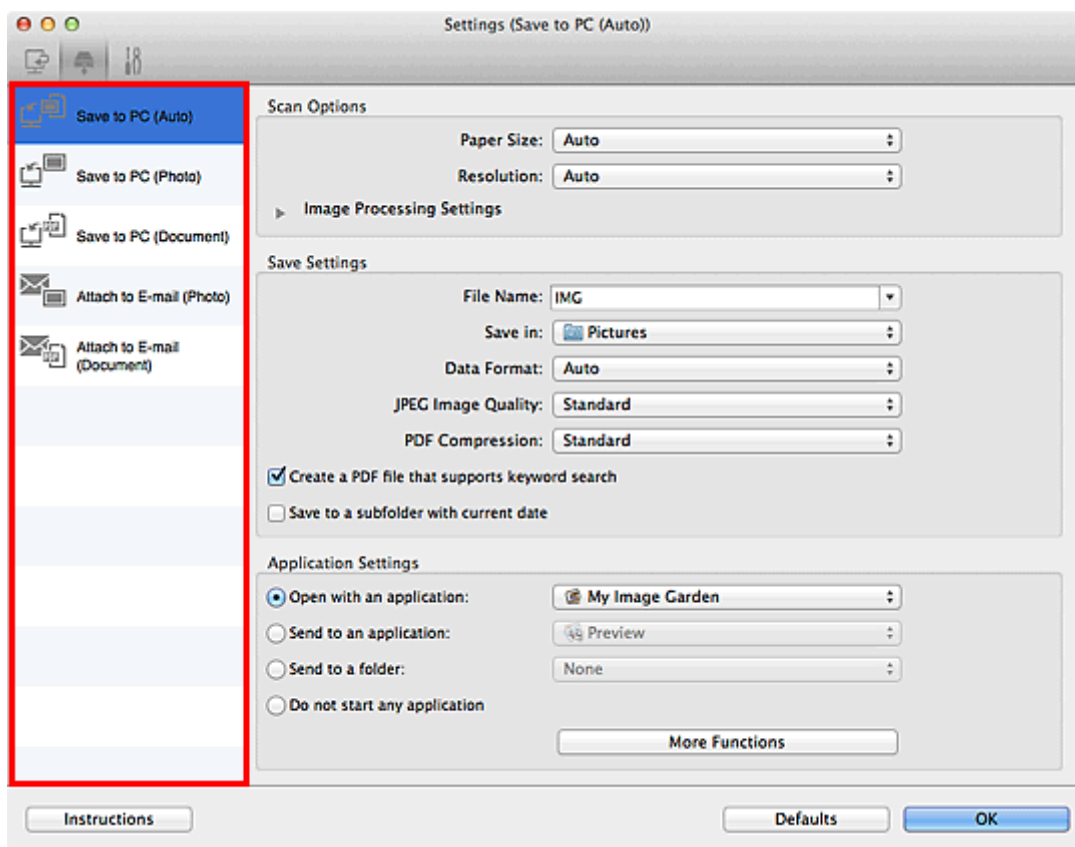 Settings (Save to PC (Auto))
Save to PC (Auto)
Save to PC (Photo)
Save to PC (Document)
Attach to E-mail (Photo)
Attach to E-mail
(Document)
Scan Options
Paper Size: Auto
Resolution: Auto
Image Processing Settings
Save Settings
File Name: IMG
Save in: Pictures
Data Format: Auto
JPEG Image Quality: Standard
PDF Compression: Standard
Create a PDF file that supports keyword search
Save to a subfolder with current date
Application Settings
Open with an application: My Image Garden
Send to an application: Preview
Send to a folder: None
Do not start any application
More Functions
Instructions Defaults OK